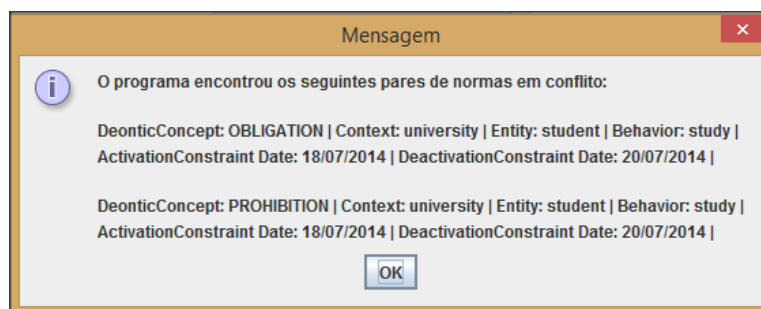 Mensagem
×
i
O programa encontrou os seguintes pares de normas em conflito:
DeonticConcept: OBLIGATION | Context: university | Entity: student | Behavior: study |
ActivationConstraint Date: 18/07/2014 | DeactivationConstraint Date: 20/07/2014 |
DeonticConcept: PROHIBITION | Context: university | Entity: student | Behavior: study |
ActivationConstraint Date: 18/07/2014 | DeactivationConstraint Date: 20/07/2014 |
OK